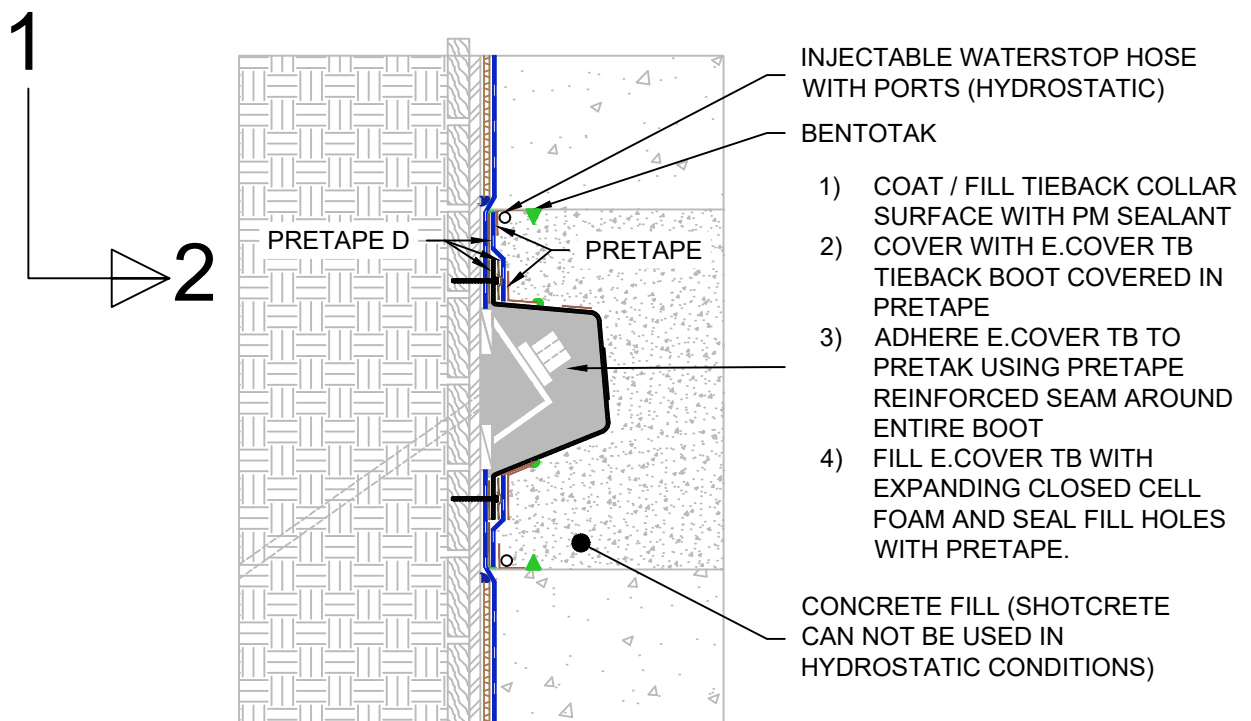 1
2
INJECTABLE WATERSTOP HOSE
WITH PORTS (HYDROSTATIC)
BENTOTAK
1) COAT / FILL TIEBACK COLLAR
SURFACE WITH PM SEALANT
2) COVER WITH E.COVER TB
TIEBACK BOOT COVERED IN
PRETAPE
3) ADHERE E.COVER TB TO
PRETAK USING PRETAPE
REINFORCED SEAM AROUND
ENTIRE BOOT
4) FILL E.COVER TB WITH
EXPANDING CLOSED CELL
FOAM AND SEAL FILL HOLES
WITH PRETAPE.
CONCRETE FILL (SHOTCRETE
CAN NOT BE USED IN
HYDROSTATIC CONDITIONS)
PRETAPE D
PRETAPE